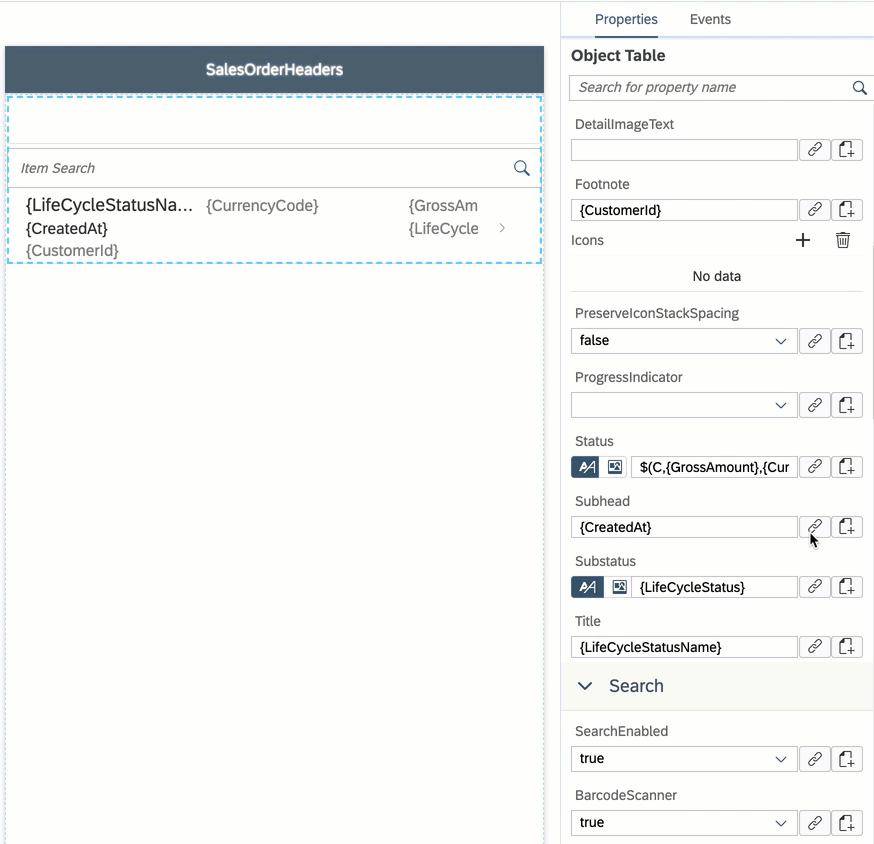 Properties Events
SalesOrderHeaders
Item Search
{LifeCycleStatusNa... {CurrencyCode} {GrossAm
{CreatedAt} {LifeCycle
{CustomerId}
Object Table
Search for property name
DetailImageText
Footnote
{CustomerId}
Icons
No data
PreserveIconStackSpacing
false
ProgressIndicator
Status
$(C,{GrossAmount},{Cur
Subhead
{CreatedAt}
Substatus
{LifeCycleStatus}
Title
{LifeCycleStatusName}
Search
SearchEnabled
true
BarcodeScanner
true